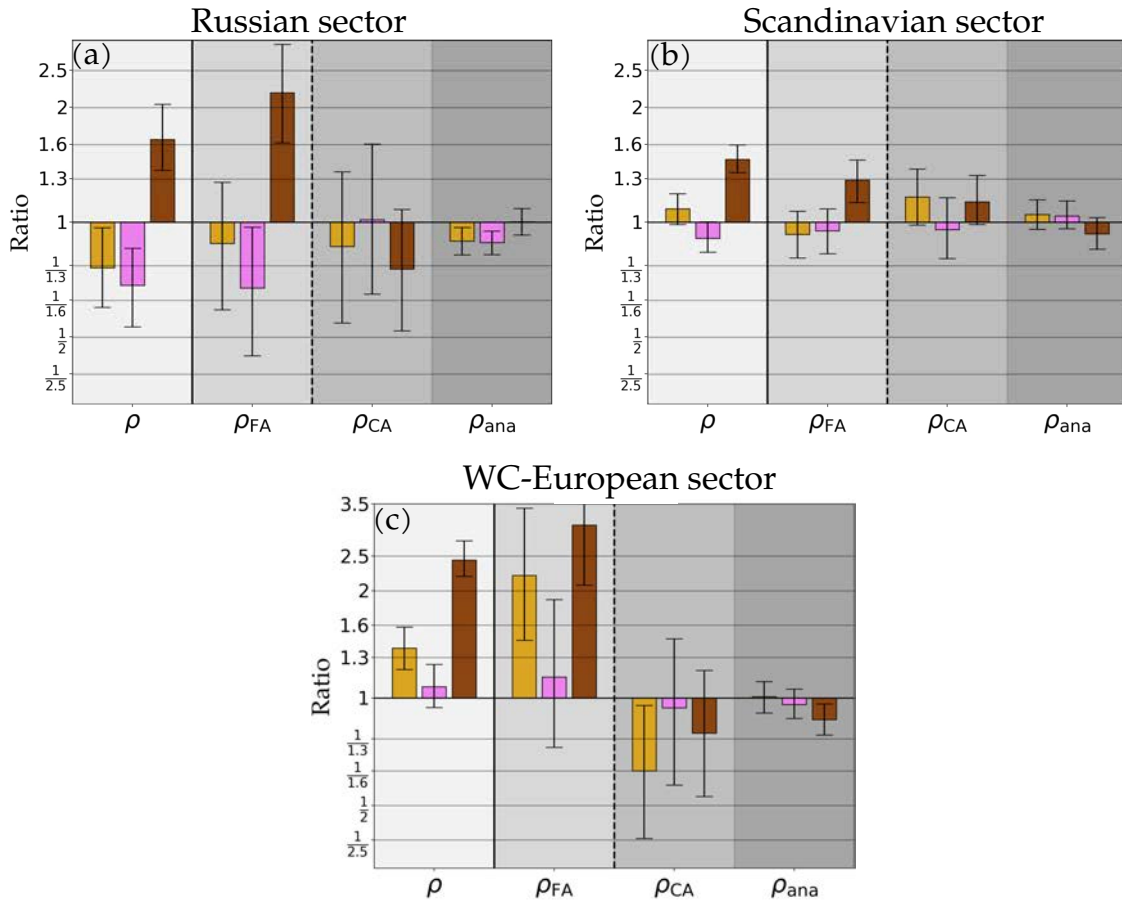 Russian sector
(a)
Ratio
2.5
2
1.6
1.3
1
1/1.3
1/1.6
1/2
1/2.5
ρ ρFA ρCA ρana
Scandinavian sector
(b)
Ratio
2.5
2
1.6
1.3
1
1/1.3
1/1.6
1/2
1/2.5
ρ ρFA ρCA ρana
WC-European sector
(c)
Ratio
3.5
2.5
2
1.6
1.3
1
1/1.3
1/1.6
1/2
1/2.5
ρ ρFA ρCA ρana